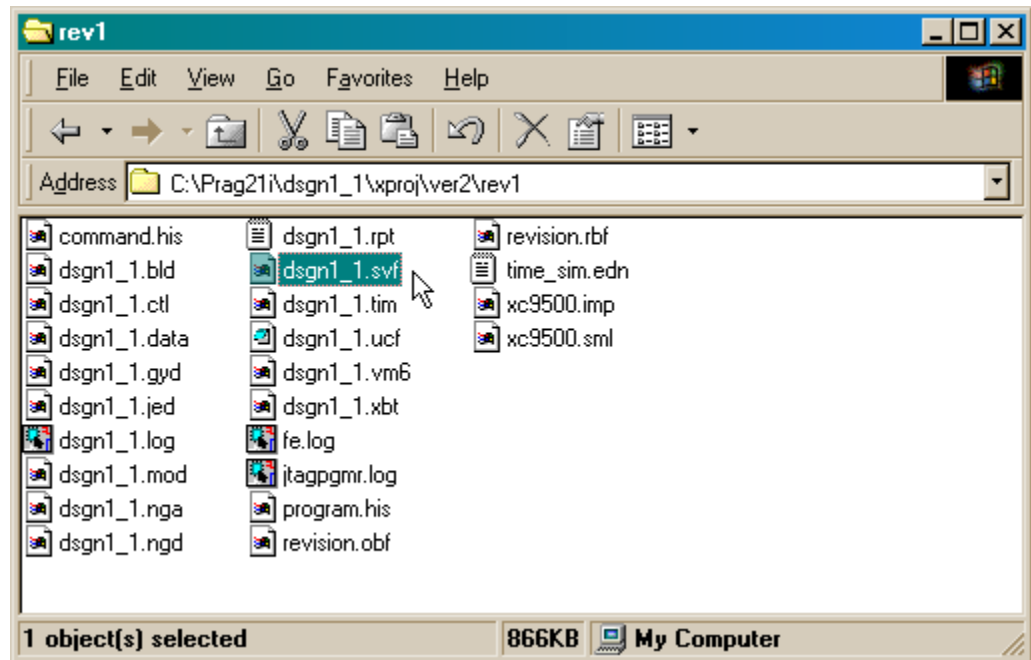 rev1
File Edit View Go Favorites Help
Address C:\Prag21i\dsgn1_1\xproj\ver2\rev1
command.his dsgn1_1.rpt revision.rbf
dsgn1_1.bld dsgn1_1.svf time_sim.edn
dsgn1_1.ctl dsgn1_1.tim xc9500.imp
dsgn1_1.data dsgn1_1.ucf xc9500.sml
dsgn1_1.gyd dsgn1_1.vm6
dsgn1_1.jed dsgn1_1.xbt
dsgn1_1.log fe.log
dsgn1_1.mod jtagpgmr.log
dsgn1_1.nga program.his
dsgn1_1.ngd revision.obf
1 object(s) selected 866KB My Computer